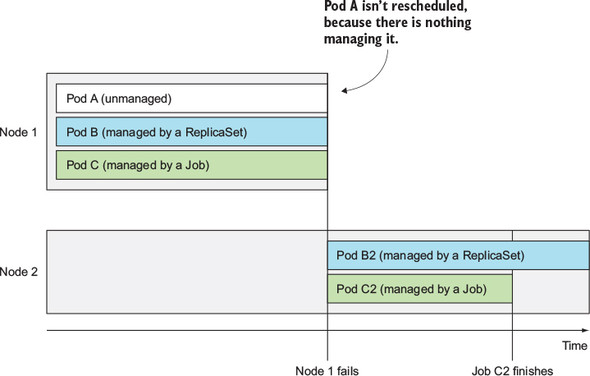 Pod A isn’t rescheduled,
because there is nothing
managing it.
Pod A (unmanaged)
Node 1
Pod B (managed by a ReplicaSet)
Pod C (managed by a Job)
Pod B2 (managed by a ReplicaSet)
Node 2
Pod C2 (managed by a Job)
Time
Node 1 fails
Job C2 finishes